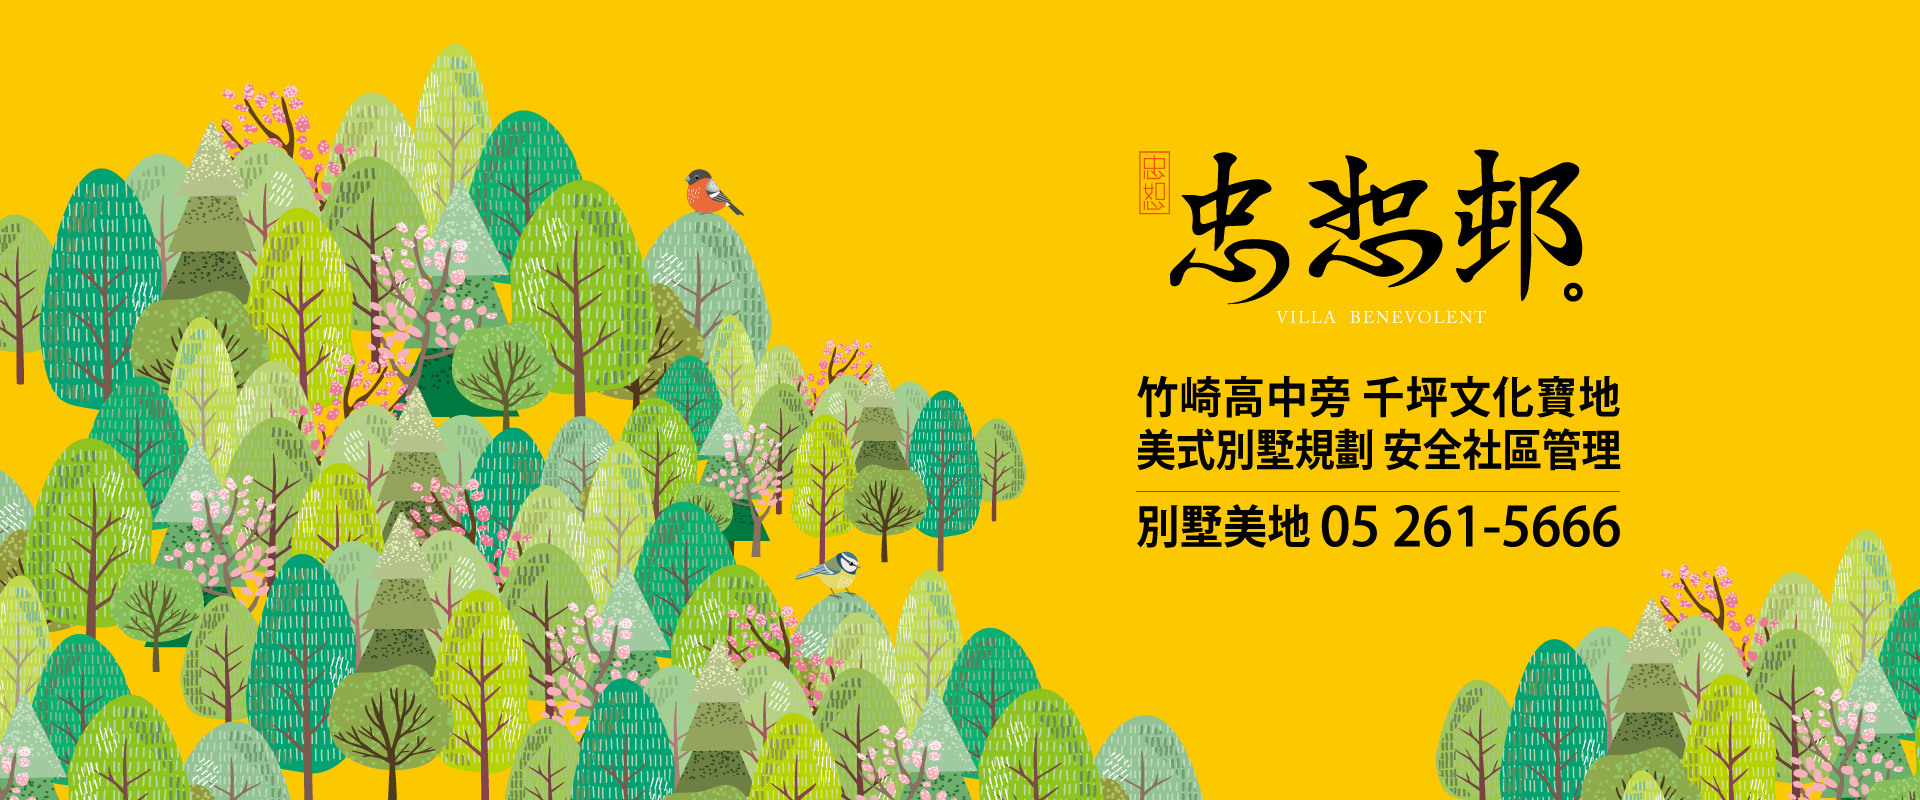 忠恕
忠恕邨。
VILLA BENEVOLENT
竹崎高中旁 千坪文化寶地
美式別墅規劃 安全社區管理
別墅美地 05 261-5666